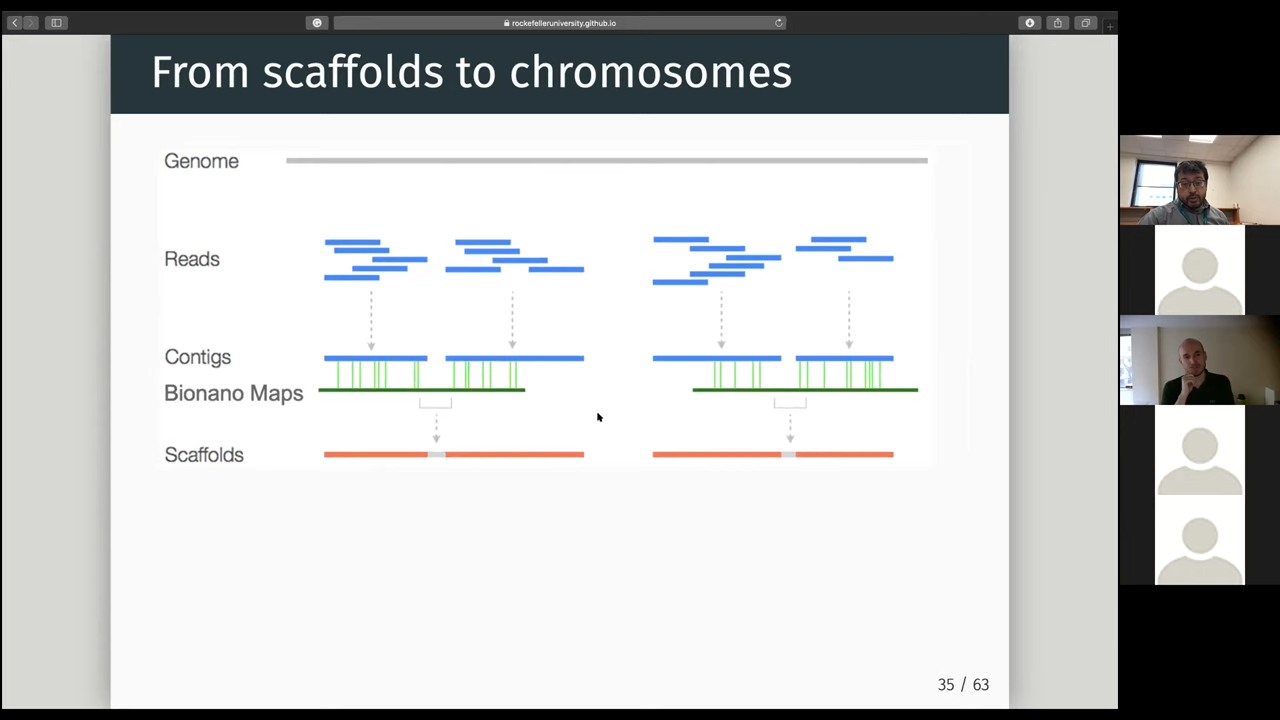 rockefelleruniversity.github.io
From scaffolds to chromosomes
Genome
Reads
Contigs
Bionano Maps
Scaffolds
35 / 63